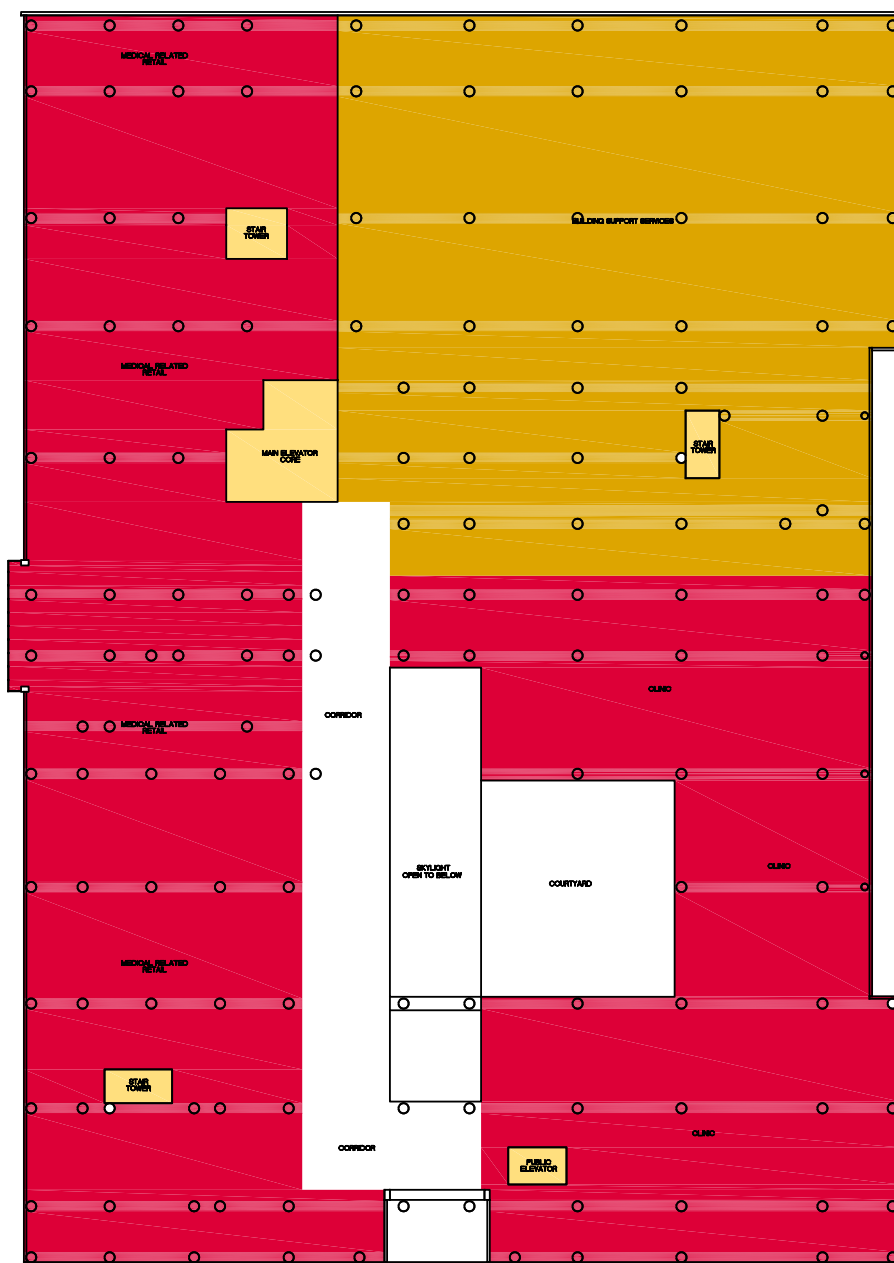 MEDICAL RELATED
RETAIL
BUILDING SUPPORT SERVICES
STAIR
TOWER
MEDICAL RELATED
RETAIL
MAIN ELEVATOR
CORE
STAIR
TOWER
CLINIC
CORRIDOR
MEDICAL RELATED
RETAIL
SKYLIGHT
OPEN TO BELOW
CLINIC
COURTYARD
MEDICAL RELATED
RETAIL
STAIR
TOWER
CLINIC
CORRIDOR
PUBLIC
ELEVATOR